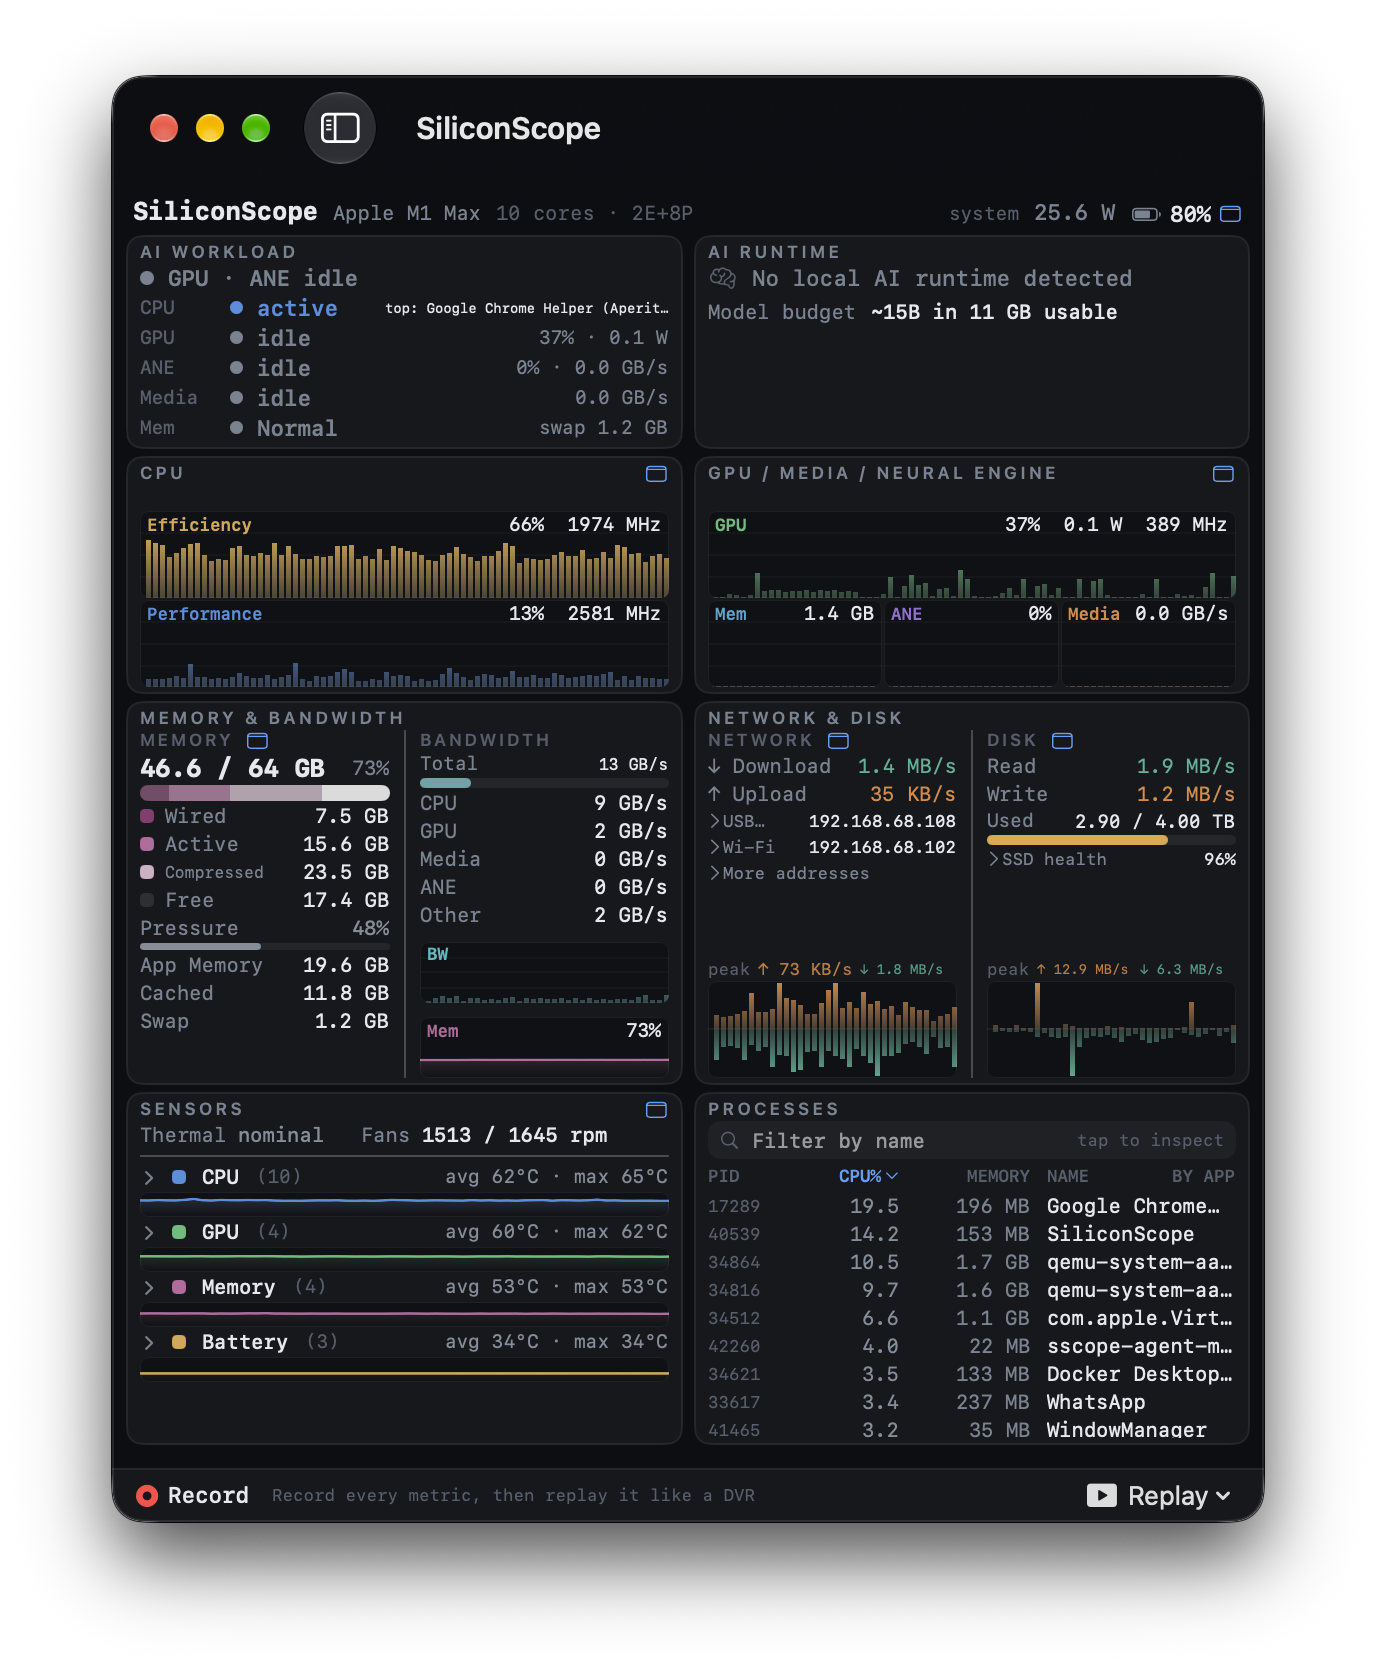 SiliconScope
SiliconScope Apple M1 Max 10 cores · 2E+8P system 25.6 W 80%
AI WORKLOAD
GPU · ANE idle
CPU active top: Google Chrome Helper (Aperit…
GPU idle 37% · 0.1 W
ANE idle 0% · 0.0 GB/s
Media idle 0.0 GB/s
Mem Normal swap 1.2 GB
AI RUNTIME
No local AI runtime detected
Model budget ~15B in 11 GB usable
CPU
Efficiency 66% 1974 MHz
Performance 13% 2581 MHz
GPU / MEDIA / NEURAL ENGINE
GPU 37% 0.1 W 389 MHz
Mem 1.4 GB ANE 0% Media 0.0 GB/s
MEMORY & BANDWIDTH
MEMORY
46.6 / 64 GB 73%
Wired 7.5 GB
Active 15.6 GB
Compressed 23.5 GB
Free 17.4 GB
Pressure 48%
App Memory 19.6 GB
Cached 11.8 GB
Swap 1.2 GB
BANDWIDTH
Total 13 GB/s
CPU 9 GB/s
GPU 2 GB/s
Media 0 GB/s
ANE 0 GB/s
Other 2 GB/s
BW
Mem 73%
NETWORK & DISK
NETWORK
↓ Download 1.4 MB/s
↑ Upload 35 KB/s
USB… 192.168.68.108
Wi-Fi 192.168.68.102
More addresses
peak ↑ 73 KB/s ↓ 1.8 MB/s
DISK
Read 1.9 MB/s
Write 1.2 MB/s
Used 2.90 / 4.00 TB
SSD health 96%
peak ↑ 12.9 MB/s ↓ 6.3 MB/s
SENSORS
Thermal nominal Fans 1513 / 1645 rpm
CPU (10) avg 62°C · max 65°C
GPU (4) avg 60°C · max 62°C
Memory (4) avg 53°C · max 53°C
Battery (3) avg 34°C · max 34°C
PROCESSES
Filter by name tap to inspect
PID CPU% MEMORY NAME BY APP
17289 19.5 196 MB Google Chrome…
40539 14.2 153 MB SiliconScope
34864 10.5 1.7 GB qemu-system-aa…
34816 9.7 1.6 GB qemu-system-aa…
34512 6.6 1.1 GB com.apple.Virt…
42260 4.0 22 MB sscope-agent-m…
34621 3.5 133 MB Docker Desktop…
33617 3.4 237 MB WhatsApp
41465 3.2 35 MB WindowManager
Record Record every metric, then replay it like a DVR Replay